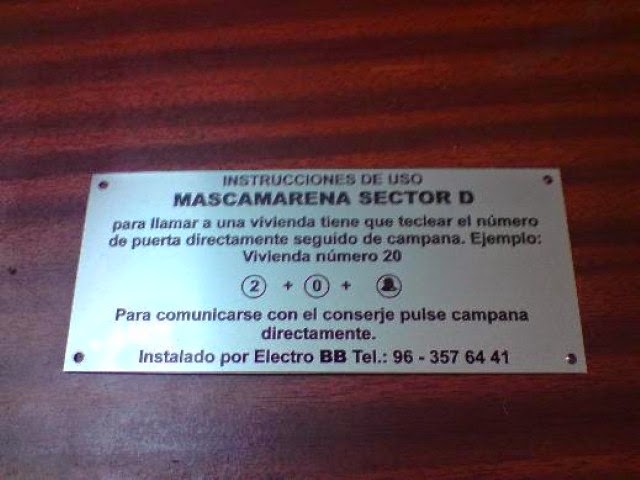 INSTRUCCIONES DE USO
MASCAMARENA SECTOR D
para llamar a una vivienda tiene que teclear el número
de puerta directamente seguido de campana. Ejemplo:
Vivienda número 20
2 + 0 +
Para comunicarse con el conserje pulse campana
directamente.
Instalado por Electro BB Tel.: 96 - 357 64 41